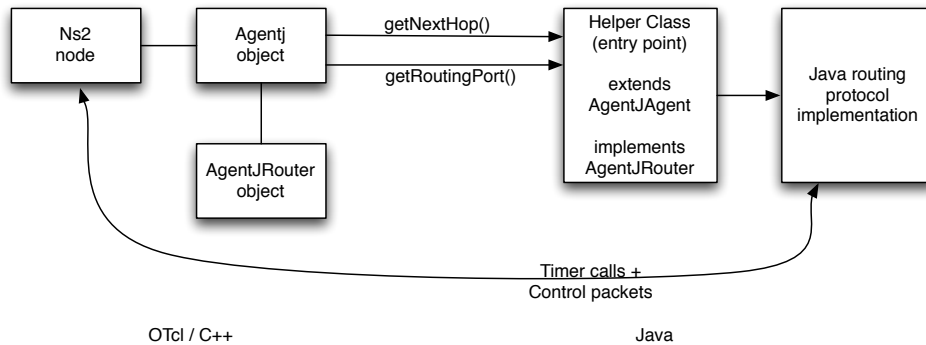 Ns2
node
Agentj
object
getNextHop()
getRoutingPort()
Helper Class
(entry point)
extends
AgentJAgent
implements
AgentJRouter
Java routing
protocol
implementation
AgentJRouter
object
Timer calls +
Control packets
OTcl / C++
Java